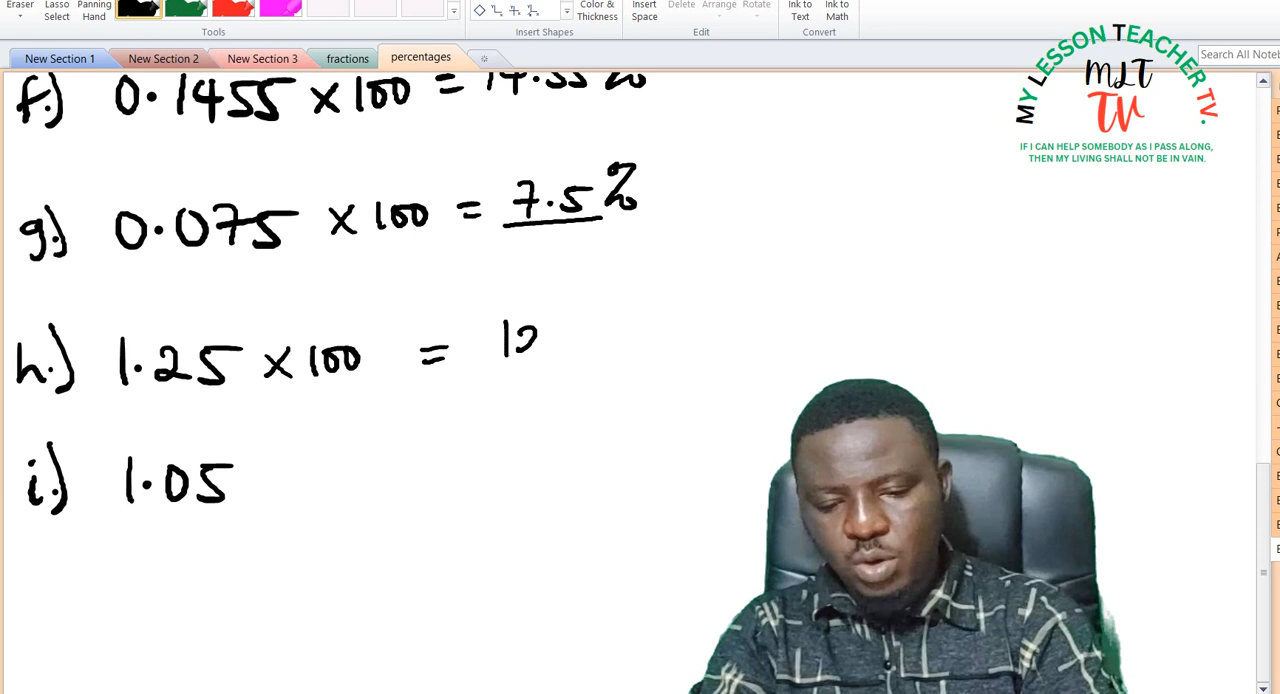 Eraser
Lasso Select
Panning Hand
Color & Thickness
Insert Space
Delete
Arrange
Rotate
Ink to Text
Ink to Math
Tools
Insert Shapes
Edit
Convert
New Section 1
New Section 2
New Section 3
fractions
percentages
MY LESSON TEACHER TV.
MLT
TV
IF I CAN HELP SOMEBODY AS I PASS ALONG,
THEN MY LIVING SHALL NOT BE IN VAIN.
f.) 0.1455 × 100 = 14.55 %
g.) 0.075 × 100 = 7.5 %
h.) 1.25 × 100 = 12
i.) 1.05